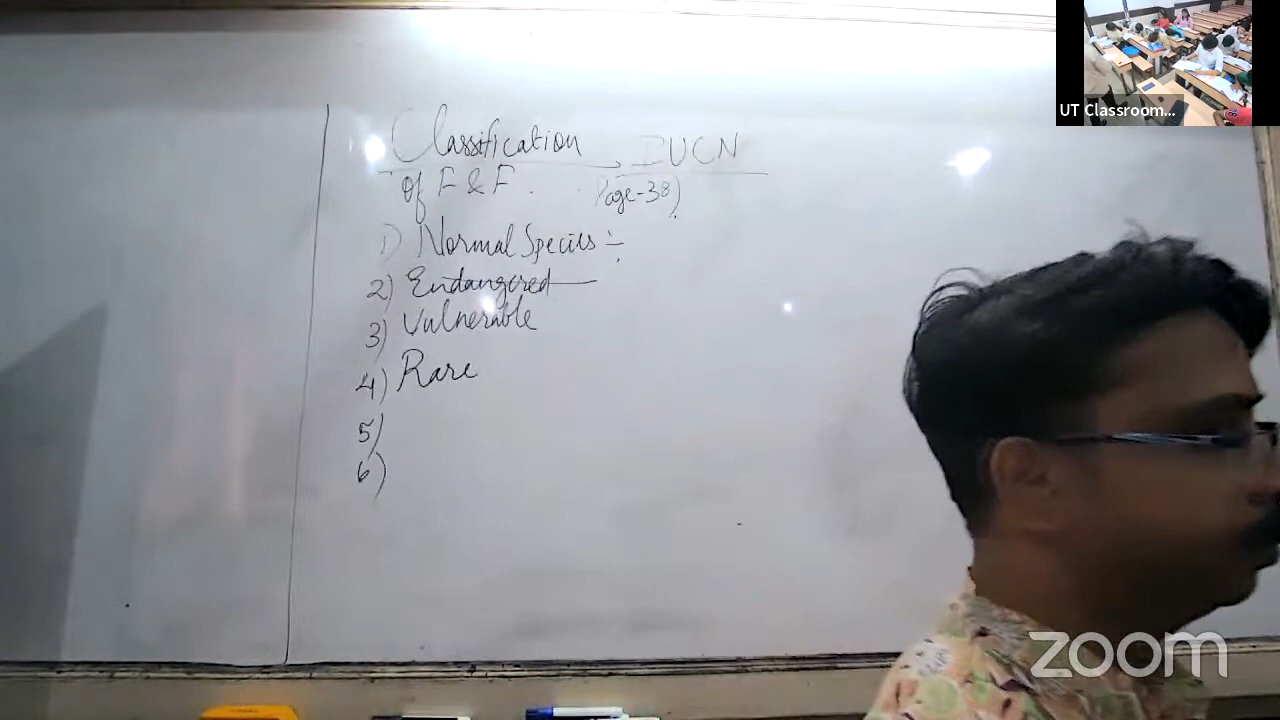 Classification → IUCN
of F & F. (Page-38)
1) Normal Species :-
2) Endangered
3) Vulnerable
4) Rare
5)
6)
UT Classroom...
zoom